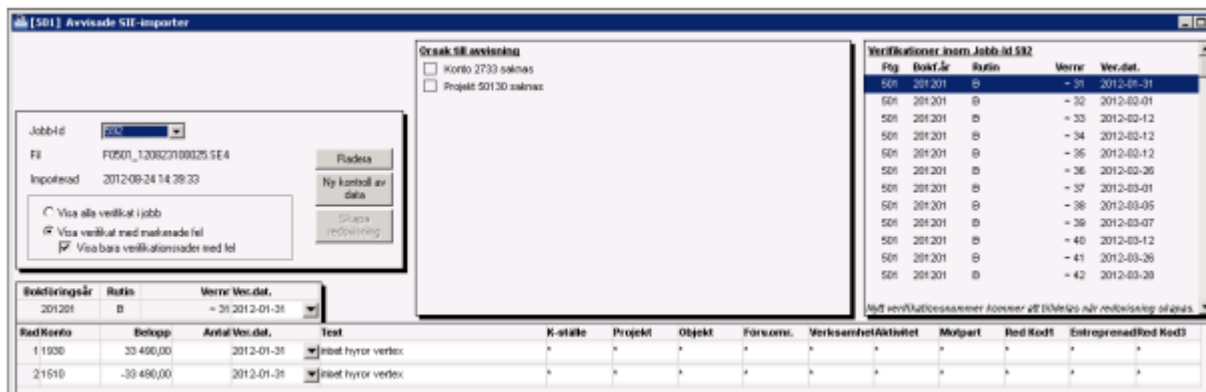 [501] Avvisade SIE-importer
Jobb-Id 592
Fil F0501_120823100025.SE4
Importerad 2012-08-24 14:39:33
Radera
Ny kontroll av data
Skapa redovisning
Visa alla verifikat i jobb
Visa verifikat med markerade fel
Visa bara verifikationsrader med fel
Orsak till avvisning
Konto 2733 saknas
Projekt 50130 saknas
Verifikationer inom Jobb-Id 592
Ftg Bokf.år Rutin Vernr Ver.dat.
501 201201 B - 31 2012-01-31
501 201201 B - 32 2012-02-01
501 201201 B - 33 2012-02-12
501 201201 B - 34 2012-02-12
501 201201 B - 35 2012-02-12
501 201201 B - 36 2012-02-26
501 201201 B - 37 2012-03-01
501 201201 B - 38 2012-03-05
501 201201 B - 39 2012-03-07
501 201201 B - 40 2012-03-12
501 201201 B - 41 2012-03-26
501 201201 B - 42 2012-03-28
Nytt verifikationsnummer kommer att tilldelas när redovisning skapas.
Bokföringsår Rutin Vernr Ver.dat.
201201 B - 31 2012-01-31
Rad Konto Belopp Antal Ver.dat. Text K-ställe Projekt Objekt Förv.omr. Verksamhet Aktivitet Motpart Red Kod1 Entreprenad Red Kod3
1 1930 33 490,00 2012-01-31 inbet hyror vertex * * * * * * * * * *
2 1510 -33 490,00 2012-01-31 inbet hyror vertex * * * * * * * * * *